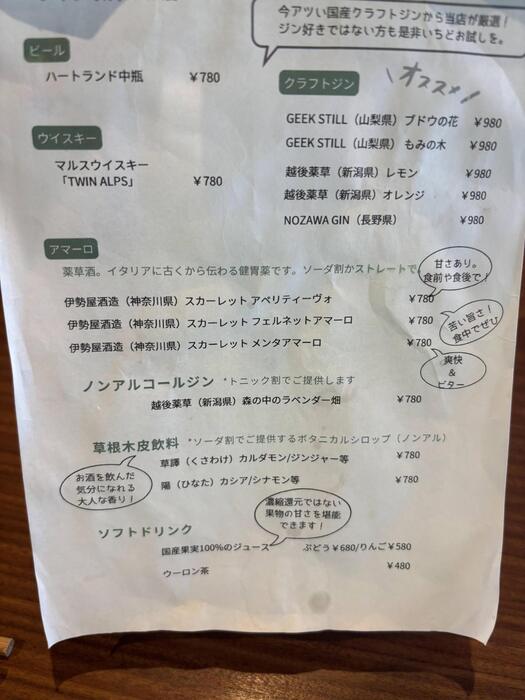 今アツい国産クラフトジンから当店が厳選!
ジン好きではない方も是非いちどお試しを。
ビール
ハートランド中瓶 ¥780
クラフトジン
オススメ!
GEEK STILL(山梨県)ブドウの花 ¥980
GEEK STILL(山梨県) もみの木 ¥980
越後薬草(新潟県)レモン ¥980
越後薬草(新潟県)オレンジ ¥980
NOZAWA GIN(長野県) ¥980
ウイスキー
マルスウイスキー
「TWIN ALPS」 ¥780
アマーロ
薬草酒。イタリアに古くから伝わる健胃薬です。ソーダ割かストレートで
甘さあり。
食前や食後で!
伊勢屋酒造(神奈川県)スカーレット アペリティーヴォ ¥780
伊勢屋酒造(神奈川県)スカーレット フェルネットアマーロ ¥780
苦い旨さ!
食中でぜひ
伊勢屋酒造(神奈川県)スカーレット メンタアマーロ ¥780
爽快
&
ビター
ノンアルコールジン *トニック割でご提供します
越後薬草(新潟県)森の中のラベンダー畑 ¥780
草根木皮飲料 *ソーダ割でご提供するボタニカルシロップ(ノンアル)
草譯(くさわけ)カルダモン/ジンジャー等 ¥780
陽(ひなた)カシア/シナモン等 ¥780
お酒を飲んだ
気分になれる
大人な香り!
濃縮還元ではない
果物の甘さを堪能
できます!
ソフトドリンク
国産果実100%のジュース ぶどう¥680/りんご¥580
ウーロン茶 ¥480